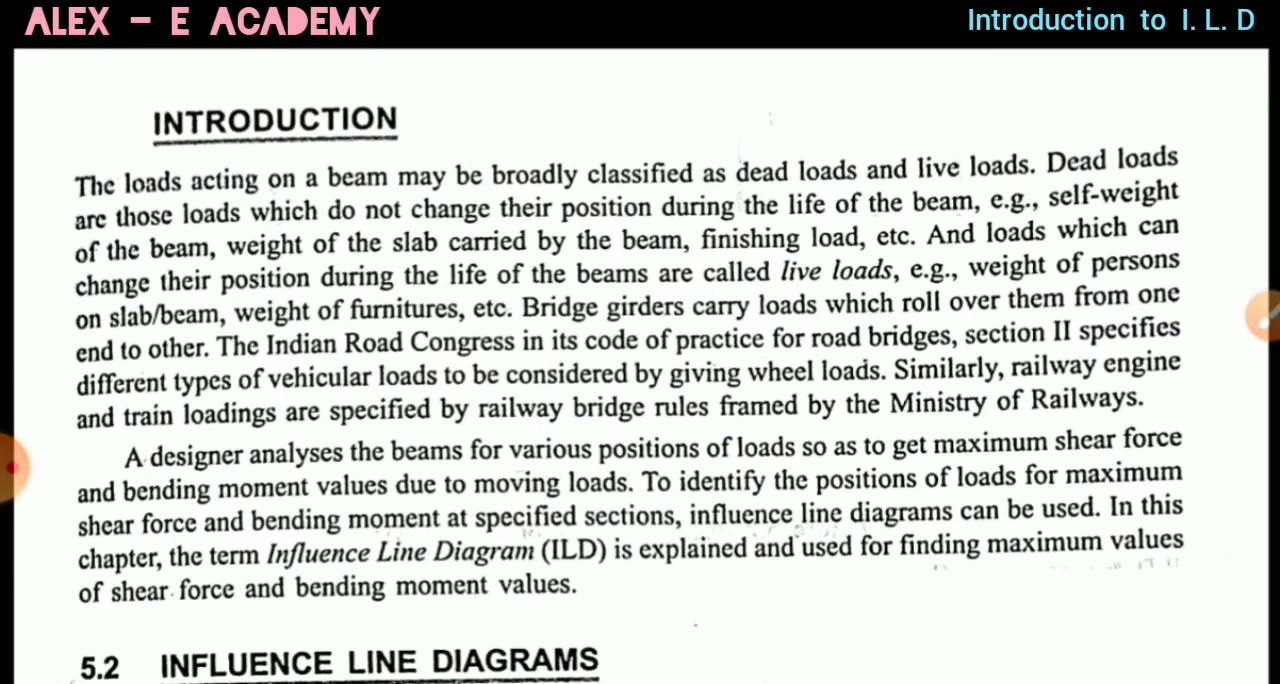 ALEX - E ACADEMY
Introduction to I. L. D
INTRODUCTION
The loads acting on a beam may be broadly classified as dead loads and live loads. Dead loads
are those loads which do not change their position during the life of the beam, e.g., self-weight
of the beam, weight of the slab carried by the beam, finishing load, etc. And loads which can
change their position during the life of the beams are called live loads, e.g., weight of persons
on slab/beam, weight of furnitures, etc. Bridge girders carry loads which roll over them from one
end to other. The Indian Road Congress in its code of practice for road bridges, section II specifies
different types of vehicular loads to be considered by giving wheel loads. Similarly, railway engine
and train loadings are specified by railway bridge rules framed by the Ministry of Railways.
A designer analyses the beams for various positions of loads so as to get maximum shear force
and bending moment values due to moving loads. To identify the positions of loads for maximum
shear force and bending moment at specified sections, influence line diagrams can be used. In this
chapter, the term Influence Line Diagram (ILD) is explained and used for finding maximum values
of shear force and bending moment values.
5.2 INFLUENCE LINE DIAGRAMS